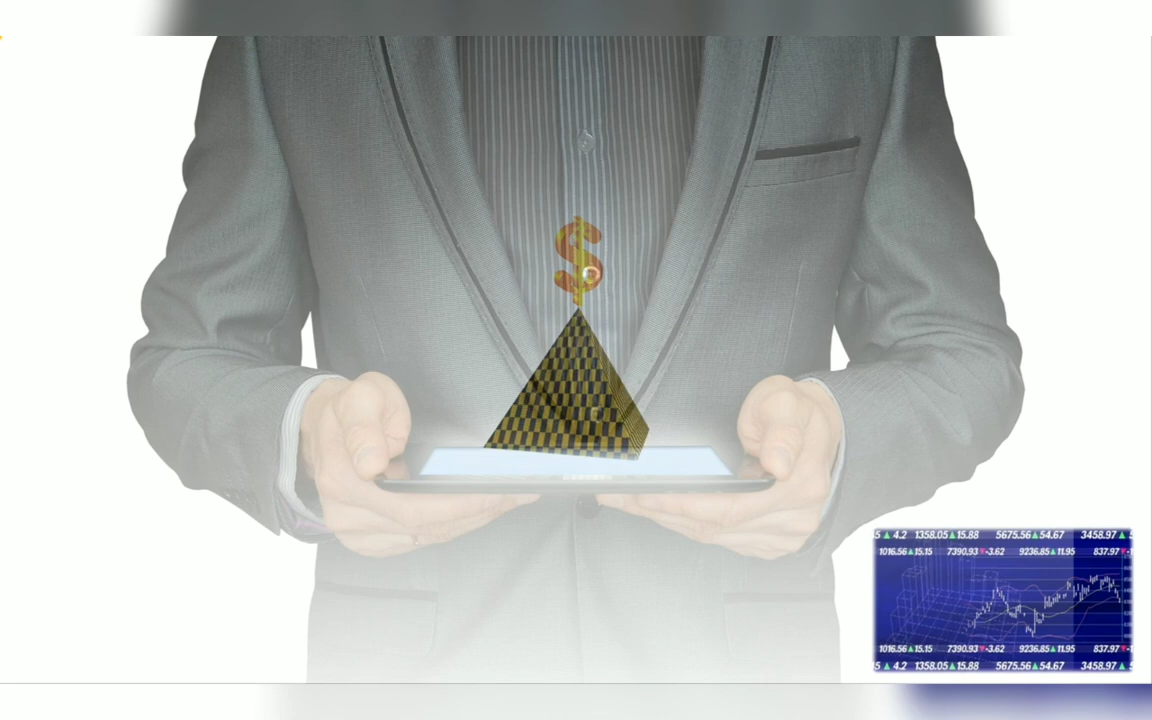 $
5 ▲ 4.2 1358.05 ▲ 15.88 5675.56 ▲ 54.67 3458.97 ▲
1016.56 ▲ 15.15 7390.93 ▼ -3.62 9236.85 ▲ 11.95 837.97 ▼
1016.56 ▲ 15.15 7390.93 ▼ -3.62 9236.85 ▲ 11.95 837.97 ▼
5 ▲ 4.2 1358.05 ▲ 15.88 5675.56 ▲ 54.67 3458.97 ▲